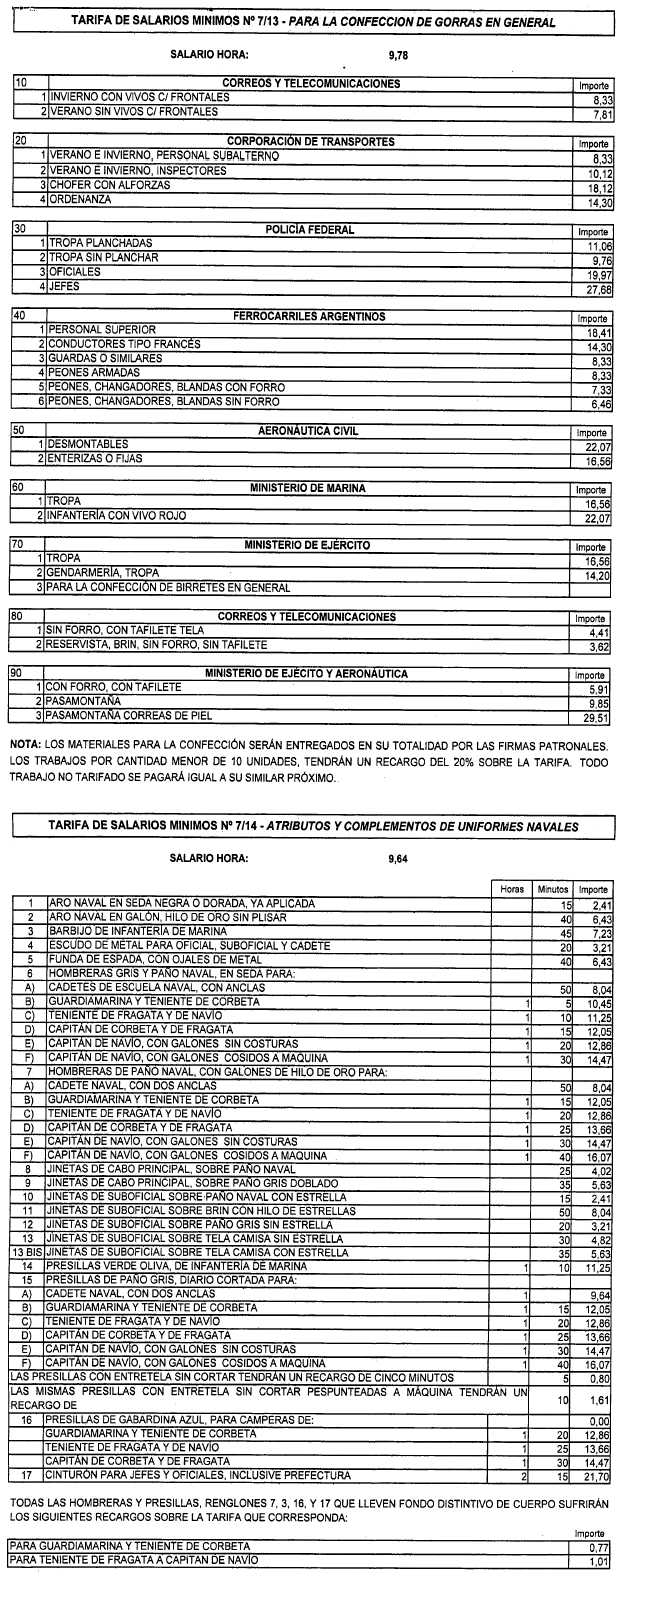 TARIFA DE SALARIOS MINIMOS Nº 7/13 - PARA LA CONFECCION DE GORRAS EN GENERAL
SALARIO HORA: 9,78
10 CORREOS Y TELECOMUNICACIONES Importe
1 INVIERNO CON VIVOS C/ FRONTALES 8,33
2 VERANO SIN VIVOS C/ FRONTALES 7,81
20 CORPORACIÓN DE TRANSPORTES Importe
1 VERANO E INVIERNO, PERSONAL SUBALTERNO 8,33
2 VERANO E INVIERNO, INSPECTORES 10,12
3 CHOFER CON ALFORZAS 18,12
4 ORDENANZA 14,30
30 POLICÍA FEDERAL Importe
1 TROPA PLANCHADAS 11,06
2 TROPA SIN PLANCHAR 9,76
3 OFICIALES 19,97
4 JEFES 27,68
40 FERROCARRILES ARGENTINOS Importe
1 PERSONAL SUPERIOR 18,41
2 CONDUCTORES TIPO FRANCÉS 14,30
3 GUARDAS O SIMILARES 8,33
4 PEONES ARMADAS 8,33
5 PEONES, CHANGADORES, BLANDAS CON FORRO 7,33
6 PEONES, CHANGADORES, BLANDAS SIN FORRO 6,46
50 AERONÁUTICA CIVIL Importe
1 DESMONTABLES 22,07
2 ENTERIZAS O FIJAS 16,56
60 MINISTERIO DE MARINA Importe
1 TROPA 16,56
2 INFANTERÍA CON VIVO ROJO 22,07
70 MINISTERIO DE EJÉRCITO Importe
1 TROPA 16,56
2 GENDARMERÍA, TROPA 14,20
3 PARA LA CONFECCIÓN DE BIRRETES EN GENERAL
80 CORREOS Y TELECOMUNICACIONES Importe
1 SIN FORRO, CON TAFILETE TELA 4,41
2 RESERVISTA, BRIN, SIN FORRO, SIN TAFILETE 3,62
90 MINISTERIO DE EJÉCITO Y AERONÁUTICA Importe
1 CON FORRO, CON TAFILETE 5,91
2 PASAMONTAÑA 9,85
3 PASAMONTAÑA CORREAS DE PIEL 29,51
NOTA: LOS MATERIALES PARA LA CONFECCIÓN SERÁN ENTREGADOS EN SU TOTALIDAD POR LAS FIRMAS PATRONALES.
LOS TRABAJOS POR CANTIDAD MENOR DE 10 UNIDADES, TENDRÁN UN RECARGO DEL 20% SOBRE LA TARIFA. TODO
TRABAJO NO TARIFADO SE PAGARÁ IGUAL A SU SIMILAR PRÓXIMO.
TARIFA DE SALARIOS MINIMOS Nº 7/14 - ATRIBUTOS Y COMPLEMENTOS DE UNIFORMES NAVALES
SALARIO HORA: 9,64
Horas Minutos Importe
1 ARO NAVAL EN SEDA NEGRA O DORADA, YA APLICADA 15 2,41
2 ARO NAVAL EN GALÓN, HILO DE ORO SIN PLISAR 40 6,43
3 BARBIJO DE INFANTERÍA DE MARINA 45 7,23
4 ESCUDO DE METAL PARA OFICIAL, SUBOFICIAL Y CADETE 20 3,21
5 FUNDA DE ESPADA, CON OJALES DE METAL 40 6,43
6 HOMBRERAS GRIS Y PAÑO NAVAL, EN SEDA PARA:
A) CADETES DE ESCUELA NAVAL, CON ANCLAS 50 8,04
B) GUARDIAMARINA Y TENIENTE DE CORBETA 1 5 10,45
C) TENIENTE DE FRAGATA Y DE NAVÍO 1 10 11,25
D) CAPITÁN DE CORBETA Y DE FRAGATA 1 15 12,05
E) CAPITÁN DE NAVÍO, CON GALONES SIN COSTURAS 1 20 12,86
F) CAPITÁN DE NAVÍO, CON GALONES COSIDOS A MAQUINA 1 30 14,47
7 HOMBRERAS DE PAÑO NAVAL, CON GALONES DE HILO DE ORO PARA:
A) CADETE NAVAL, CON DOS ANCLAS 50 8,04
B) GUARDIAMARINA Y TENIENTE DE CORBETA 1 15 12,05
C) TENIENTE DE FRAGATA Y DE NAVÍO 1 20 12,86
D) CAPITÁN DE CORBETA Y DE FRAGATA 1 25 13,66
E) CAPITÁN DE NAVÍO, CON GALONES SIN COSTURAS 1 30 14,47
F) CAPITÁN DE NAVÍO, CON GALONES COSIDOS A MAQUINA 1 40 16,07
8 JINETAS DE CABO PRINCIPAL, SOBRE PAÑO NAVAL 25 4,02
9 JINETAS DE CABO PRINCIPAL, SOBRE PAÑO GRIS DOBLADO 35 5,63
10 JINETAS DE SUBOFICIAL SOBRE PAÑO NAVAL CON ESTRELLA 15 2,41
11 JINETAS DE SUBOFICIAL SOBRE BRIN CON HILO DE ESTRELLAS 50 8,04
12 JINETAS DE SUBOFICIAL SOBRE PAÑO GRIS SIN ESTRELLA 20 3,21
13 JINETAS DE SUBOFICIAL SOBRE TELA CAMISA SIN ESTRELLA 30 4,82
13 BIS JINETAS DE SUBOFICIAL SOBRE TELA CAMISA CON ESTRELLA 35 5,63
14 PRESILLAS VERDE OLIVA, DE INFANTERÍA DE MARINA 1 10 11,25
15 PRESILLAS DE PAÑO GRIS, DIARIO CORTADA PARA:
A) CADETE NAVAL, CON DOS ANCLAS 1 9,64
B) GUARDIAMARINA Y TENIENTE DE CORBETA 1 15 12,05
C) TENIENTE DE FRAGATA Y DE NAVÍO 1 20 12,86
D) CAPITÁN DE CORBETA Y DE FRAGATA 1 25 13,66
E) CAPITÁN DE NAVÍO, CON GALONES SIN COSTURAS 1 30 14,47
F) CAPITÁN DE NAVÍO, CON GALONES COSIDOS A MAQUINA 1 40 16,07
LAS PRESILLAS CON ENTRETELA SIN CORTAR TENDRÁN UN RECARGO DE CINCO MINUTOS 5 0,80
LAS MISMAS PRESILLAS CON ENTRETELA SIN CORTAR PESPUNTEADAS A MÁQUINA TENDRÁN UN
RECARGO DE 10 1,61
16 PRESILLAS DE GABARDINA AZUL, PARA CAMPERAS DE: 0,00
GUARDIAMARINA Y TENIENTE DE CORBETA 1 20 12,86
TENIENTE DE FRAGATA Y DE NAVÍO 1 25 13,66
CAPITÁN DE CORBETA Y DE FRAGATA 1 30 14,47
17 CINTURÓN PARA JEFES Y OFICIALES, INCLUSIVE PREFECTURA 2 15 21,70
TODAS LAS HOMBRERAS Y PRESILLAS, RENGLONES 7, 3, 16, Y 17 QUE LLEVEN FONDO DISTINTIVO DE CUERPO SUFRIRÁN
LOS SIGUIENTES RECARGOS SOBRE LA TARIFA QUE CORRESPONDA:
Importe
PARA GUARDIAMARINA Y TENIENTE DE CORBETA 0,77
PARA TENIENTE DE FRAGATA A CAPITAN DE NAVÍO 1,01